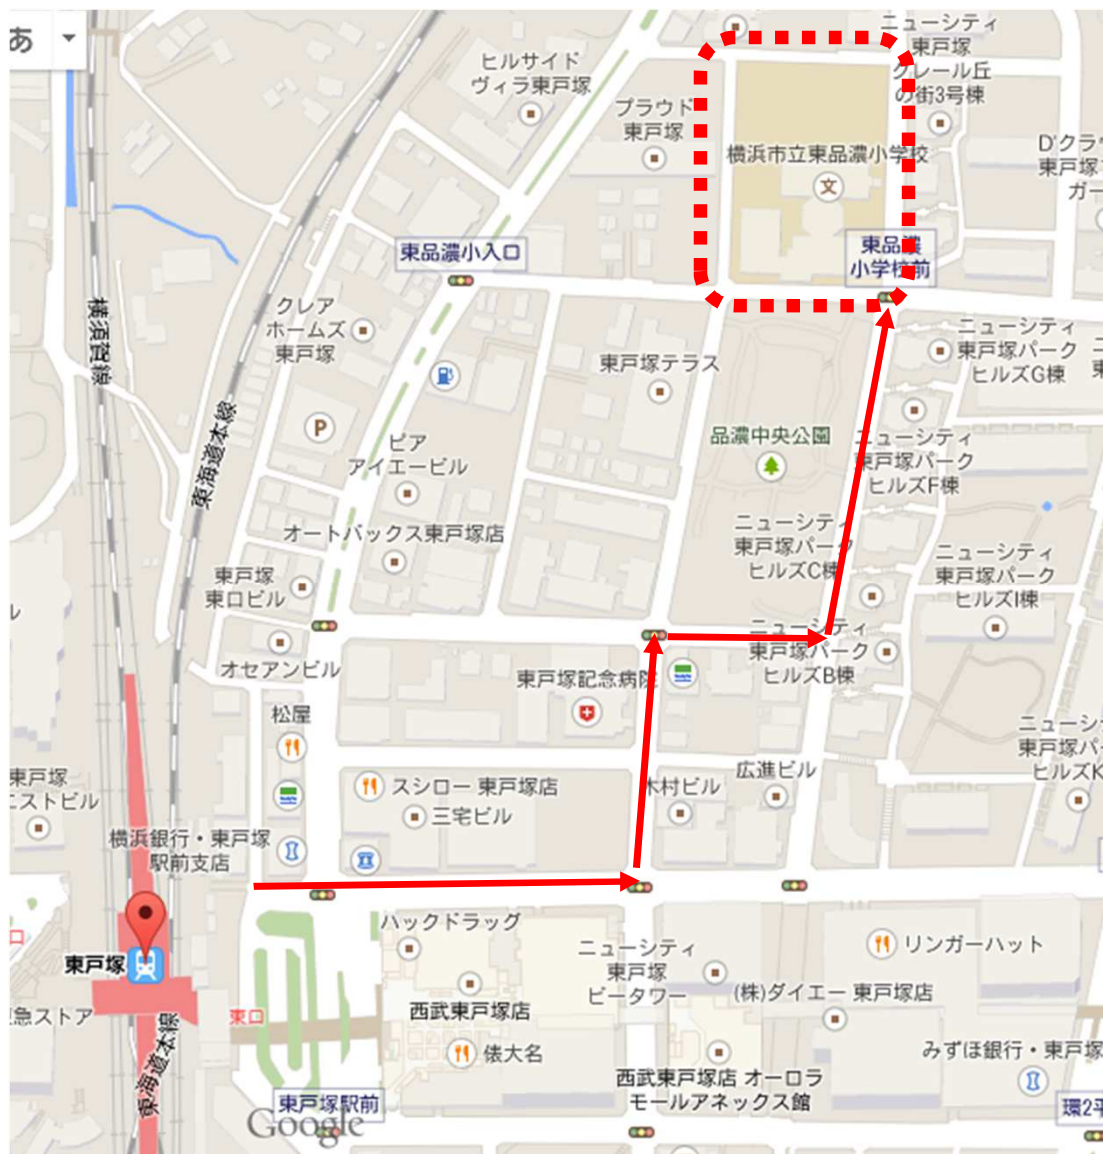 あ
ニューシティ
東戸塚
クレール丘
の街3号棟
ヒルサイド
ヴィラ東戸塚
プラウド
東戸塚
横浜市立東品濃小学校
文
D'クラ
東戸塚
ガー
東品濃小入口
東品濃
小学校前
クレア
ホームズ
東戸塚
横須賀線
東海道本線
P
東戸塚テラス
ニューシティ
東戸塚パーク
ヒルズG棟
品濃中央公園
ピア
アイエービル
ニューシティ
東戸塚パーク
ヒルズF棟
オートバックス東戸塚店
ニューシティ
東戸塚パーク
ヒルズC棟
ニューシティ
東戸塚パーク
ヒルズI棟
東戸塚
東口ビル
オセアンビル
ニューシティ
東戸塚パーク
ヒルズB棟
東戸塚記念病院
松屋
ニューシ
東戸塚パー
ヒルズK
東戸塚
ニストビル
スシロー 東戸塚店
三宅ビル
木村ビル
広進ビル
横浜銀行・東戸塚
駅前支店
ハックドラッグ
ニューシティ
東戸塚
ビータワー
リンガーハット
口
東戸塚
急ストア
東口
西武東戸塚店
(株)ダイエー 東戸塚店
俵大名
みずほ銀行・東戸塚
東海道本線
西武東戸塚店 オーロラ
モールアネックス館
東戸塚駅前
環2平
Google